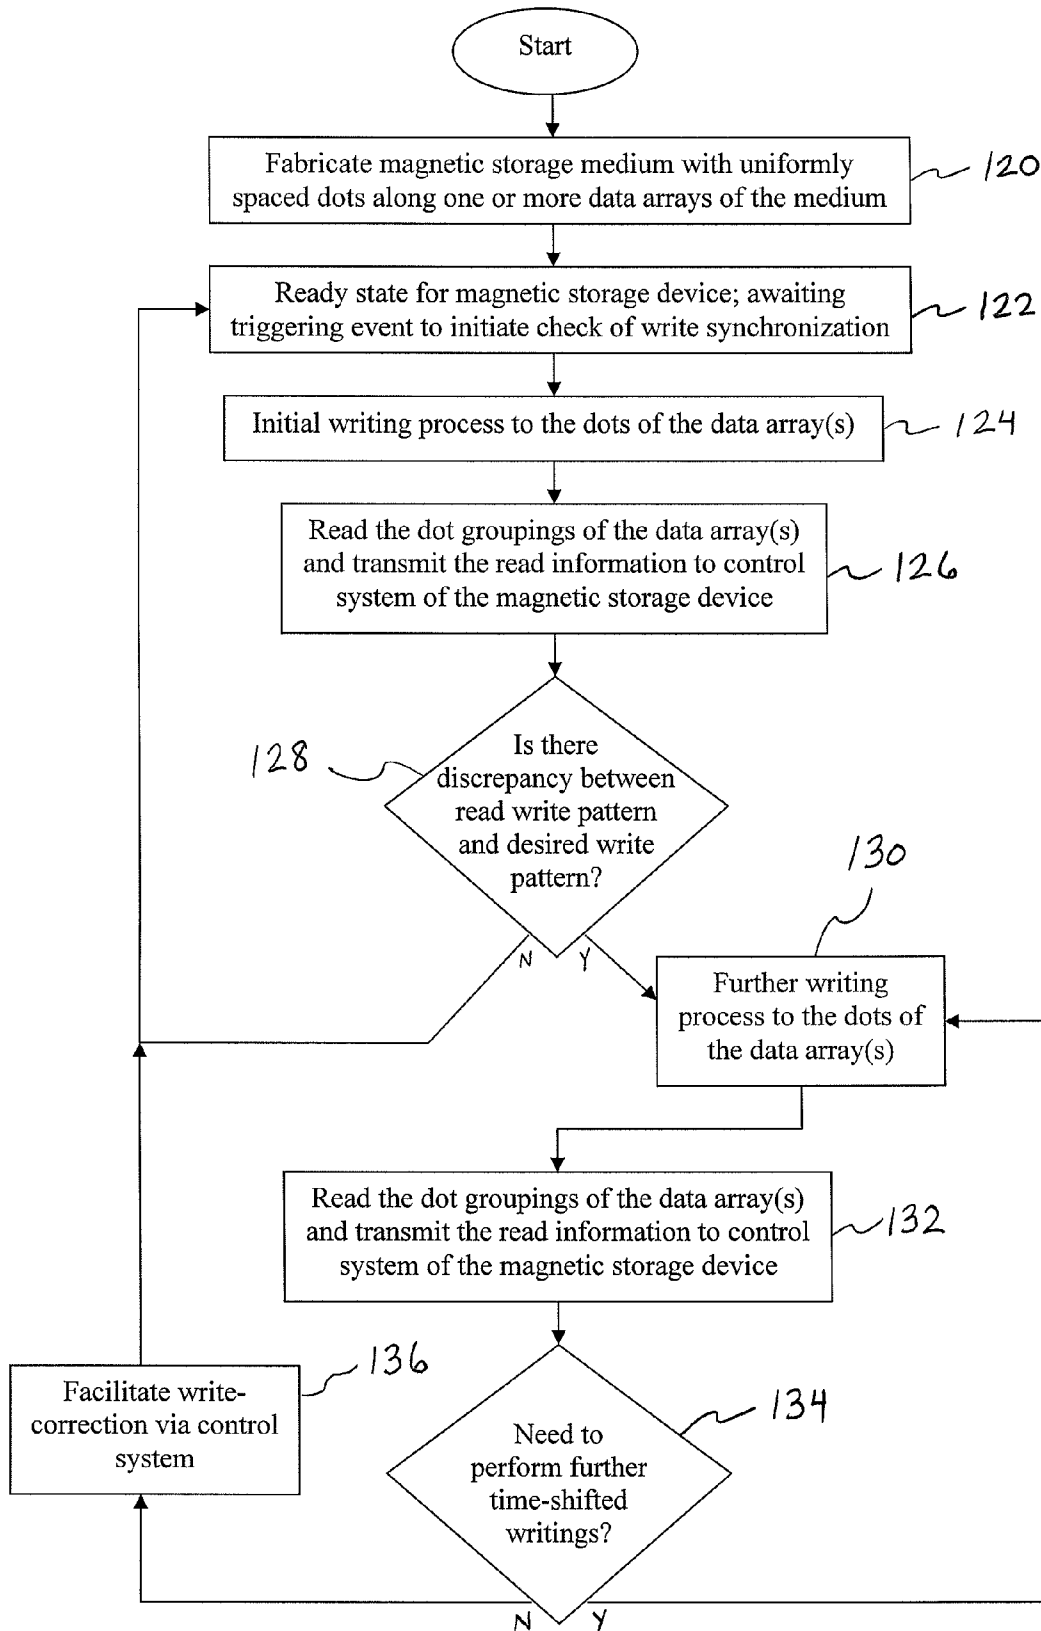 Start
Fabricate magnetic storage medium with uniformly
spaced dots along one or more data arrays of the medium
120
Ready state for magnetic storage device; awaiting
triggering event to initiate check of write synchronization
122
Initial writing process to the dots of the data array(s)
124
Read the dot groupings of the data array(s)
and transmit the read information to control
system of the magnetic storage device
126
128
Is there
discrepancy between
read write pattern
and desired write
pattern?
N
Y
130
Further writing
process to the dots of
the data array(s)
Read the dot groupings of the data array(s)
and transmit the read information to control
system of the magnetic storage device
132
136
Facilitate write-
correction via control
system
134
Need to
perform further
time-shifted
writings?
N
Y